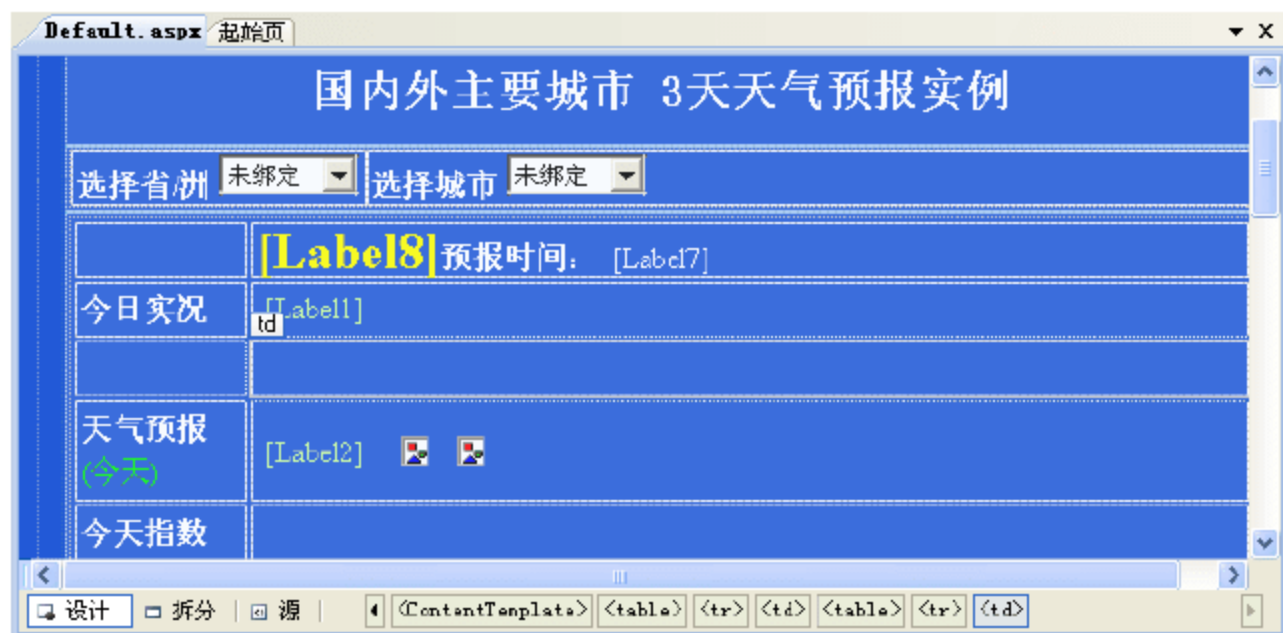 Default.aspx 起始页
国内外主要城市 3天天气预报实例
选择省/洲 未绑定 选择城市 未绑定
[Label8]预报时间： [Label7]
今日实况 [Label1]
td
天气预报
(今天) [Label2]
今天指数
设计 拆分 源 <ContentTemplate> <table> <tr> <td> <table> <tr> <td>